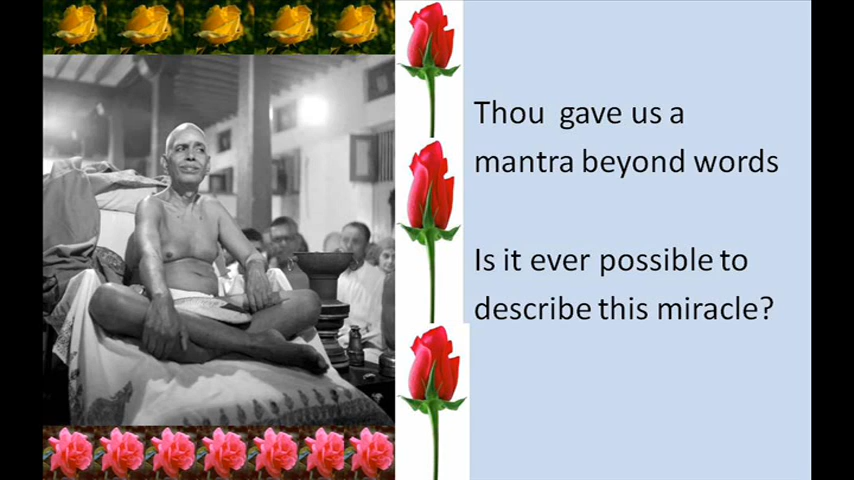 Thou gave us a
mantra beyond words
Is it ever possible to
describe this miracle?